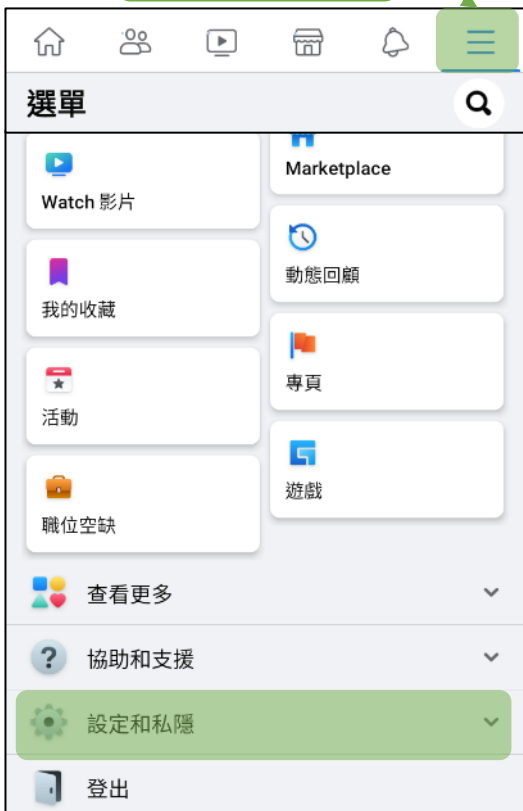 選單
Watch 影片
Marketplace
我的收藏
動態回顧
活動
專頁
職位空缺
遊戲
查看更多
協助和支援
設定和私隱
登出